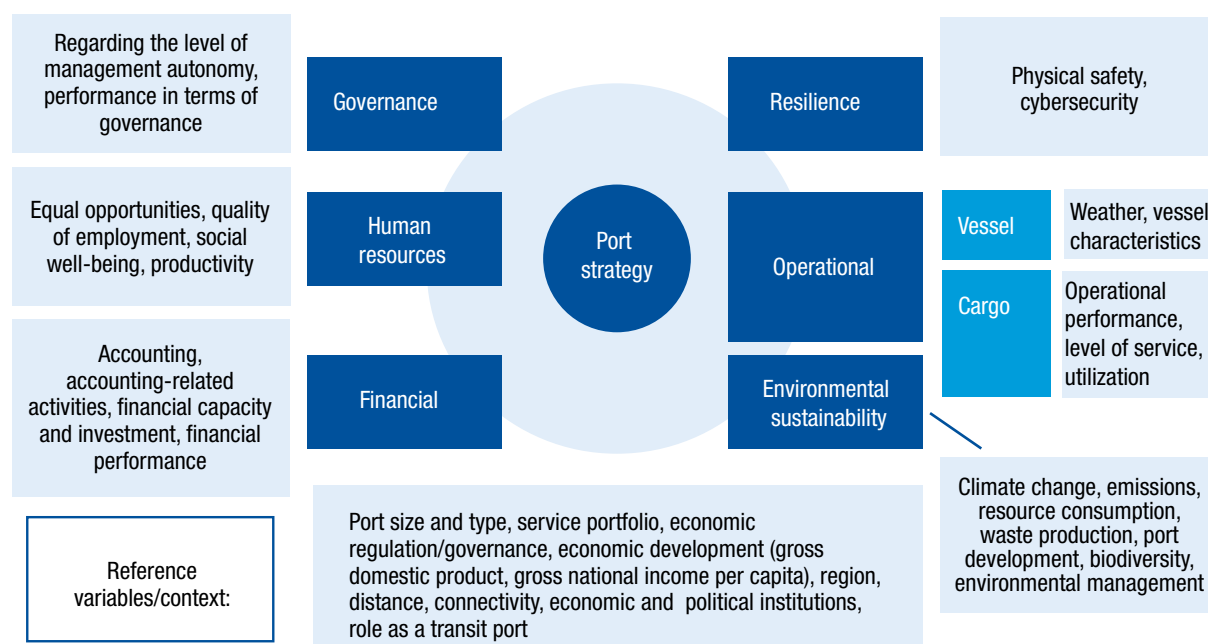 Regarding the level of
management autonomy,
performance in terms of
governance
Governance
Resilience
Physical safety,
cybersecurity
Equal opportunities, quality
of employment, social
well-being, productivity
Human
resources
Port
strategy
Operational
Vessel
Weather, vessel
characteristics
Cargo
Operational
performance,
level of service,
utilization
Accounting,
accounting-related
activities, financial capacity
and investment, financial
performance
Financial
Environmental
sustainability
Climate change, emissions,
resource consumption,
waste production, port
development, biodiversity,
environmental management
Reference
variables/context:
Port size and type, service portfolio, economic
regulation/governance, economic development (gross
domestic product, gross national income per capita), region,
distance, connectivity, economic and political institutions,
role as a transit port